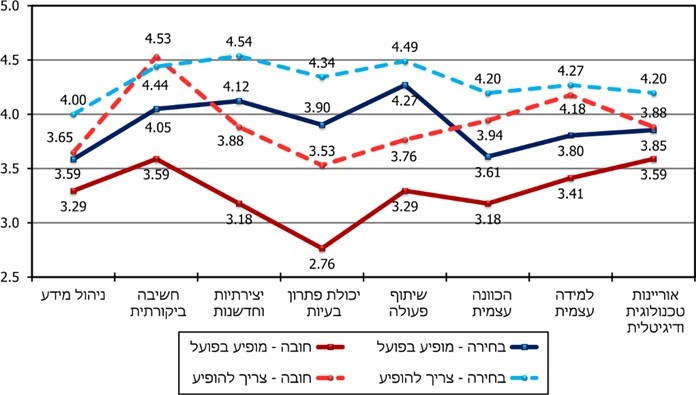 5.0
4.5
4.0
3.5
3.0
2.5
4.00 4.53 4.54 4.34 4.49 4.20 4.27 4.20
3.65 4.44 4.12 3.90 4.27 3.94 4.18 3.88
3.59 4.05 3.88 3.53 3.76 3.61 3.80 3.85
3.29 3.59 3.18 2.76 3.29 3.18 3.41 3.59
ניהול מידע
חשיבה
ביקורתית
יצירתיות
וחדשנות
יכולת פתרון
בעיות
שיתוף
פעולה
הכוונה
עצמית
למידה
עצמית
אוריינות
טכנולוגית
ודיגיטלית
בחירה - מופיע בפועל
חובה - מופיע בפועל
בחירה - צריך להופיע
חובה - צריך להופיע